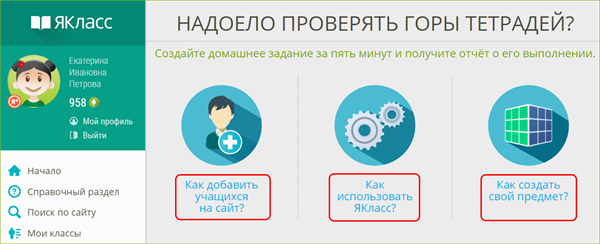 ЯКласс
Екатерина
Ивановна
Петрова
958
Я+
Мой профиль
Выйти
Начало
Справочный раздел
Поиск по сайту
Мои классы
НАДОЕЛО ПРОВЕРЯТЬ ГОРЫ ТЕТРАДЕЙ?
Создайте домашнее задание за пять минут и получите отчёт о его выполнении.
Как добавить
учащихся
на сайт?
Как
использовать
ЯКласс?
Как создать
свой предмет?